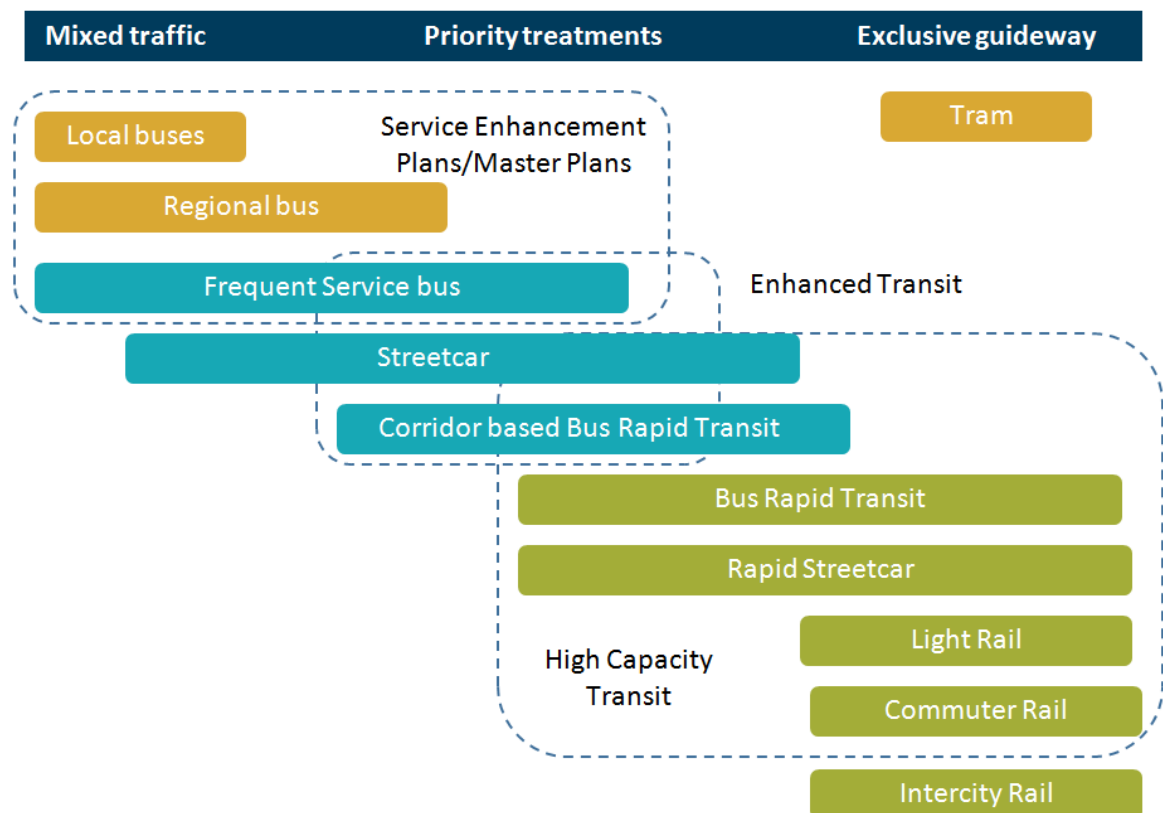 Mixed traffic
Priority treatments
Exclusive guideway
Tram
Local buses
Service Enhancement
Plans/Master Plans
Regional bus
Frequent Service bus
Enhanced Transit
Streetcar
Corridor based Bus Rapid Transit
Bus Rapid Transit
Rapid Streetcar
Light Rail
High Capacity
Transit
Commuter Rail
Intercity Rail